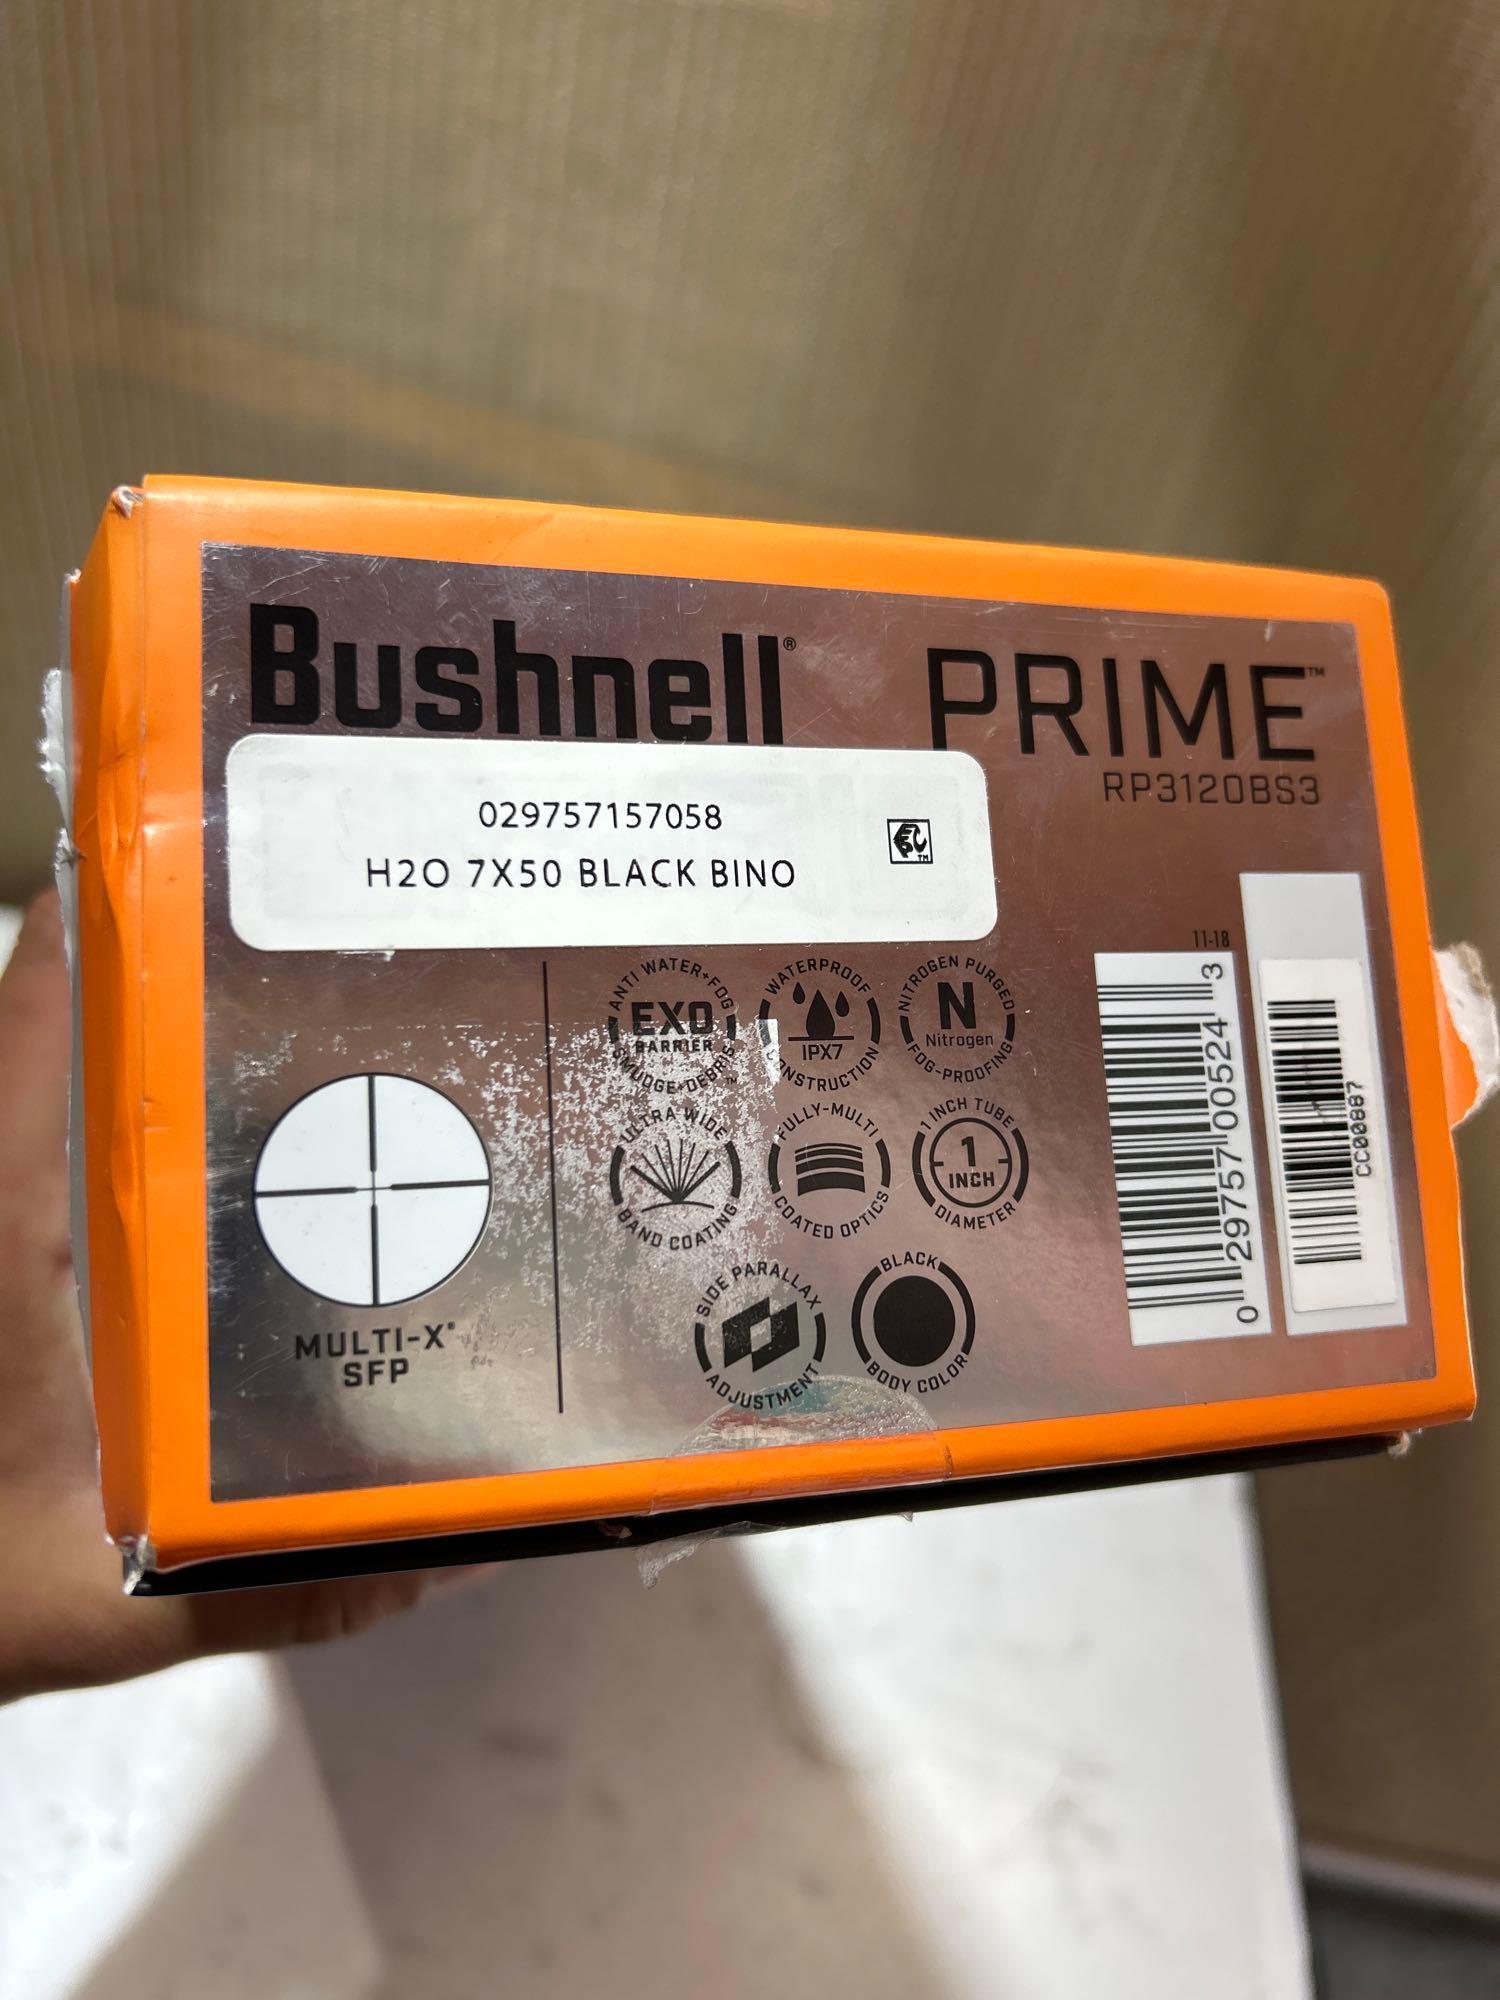 Bushnell®
PRIME™
RP3120BS3
029757157058
H2O 7X50 BLACK BINO
MULTI-X®
SFP
ANTI WATER+FOG
EXO
BARRIER
SMUDGE+DEBRIS™
WATERPROOF
IPX7
CONSTRUCTION
NITROGEN PURGED
N
Nitrogen
FOG-PROOFING
ULTRA WIDE
BAND COATING
FULLY-MULTI
COATED OPTICS
1 INCH TUBE
1
INCH
DIAMETER
SIDE PARALLAX
ADJUSTMENT
BLACK
BODY COLOR
11-18
0 29757 00524 3
CC00887